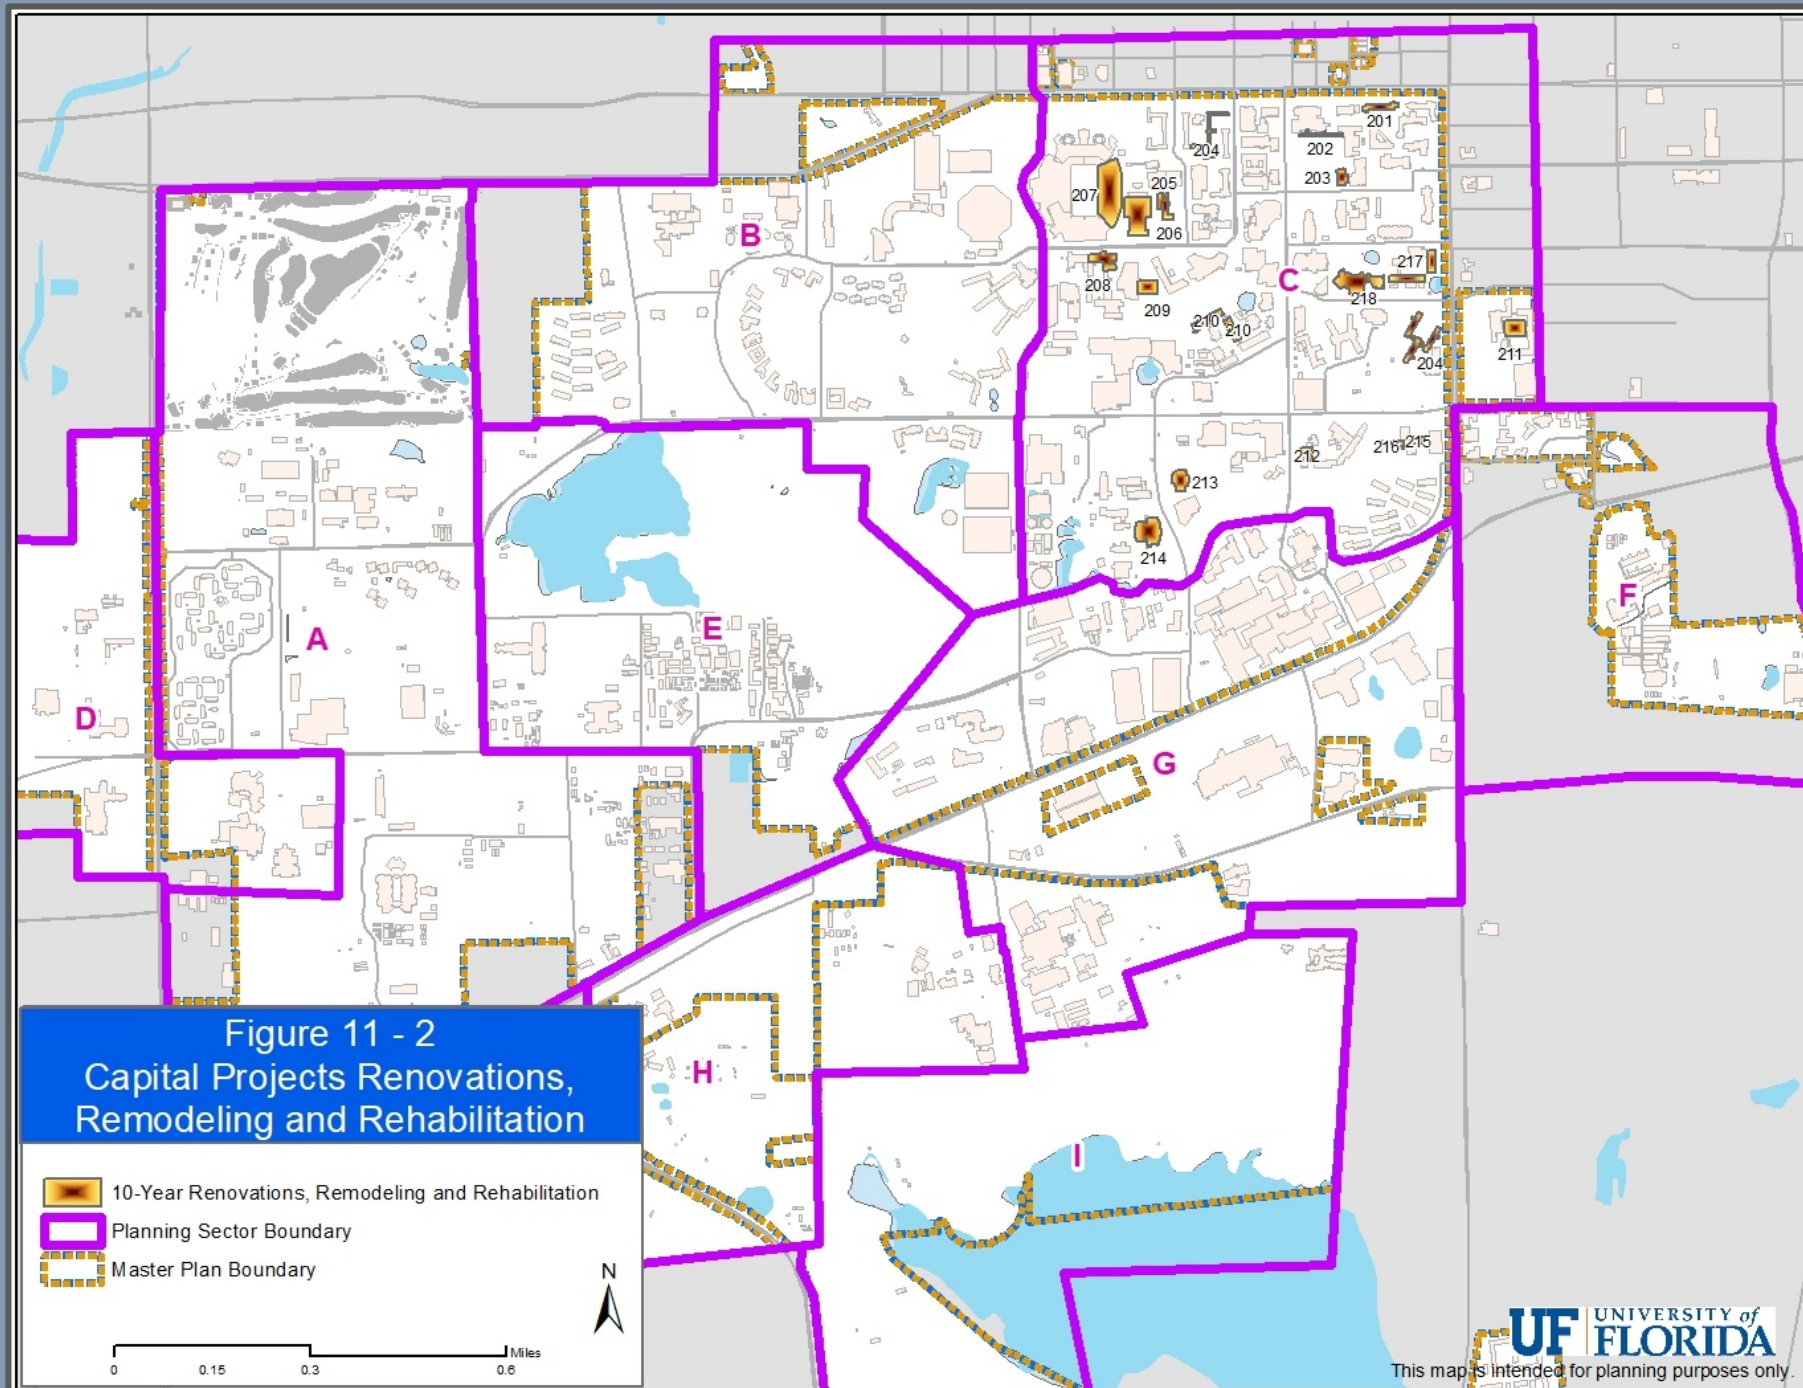 201
202
204
203
205
207
206
B
217
C
208
218
209
210
210
204
211
216
215
212
213
214
F
E
A
D
G
Figure 11 - 2
Capital Projects Renovations,
Remodeling and Rehabilitation
H
I
10-Year Renovations, Remodeling and Rehabilitation
Planning Sector Boundary
Master Plan Boundary
N
Miles
0 0.15 0.3 0.6
UF UNIVERSITY of
FLORIDA
This map is intended for planning purposes only.